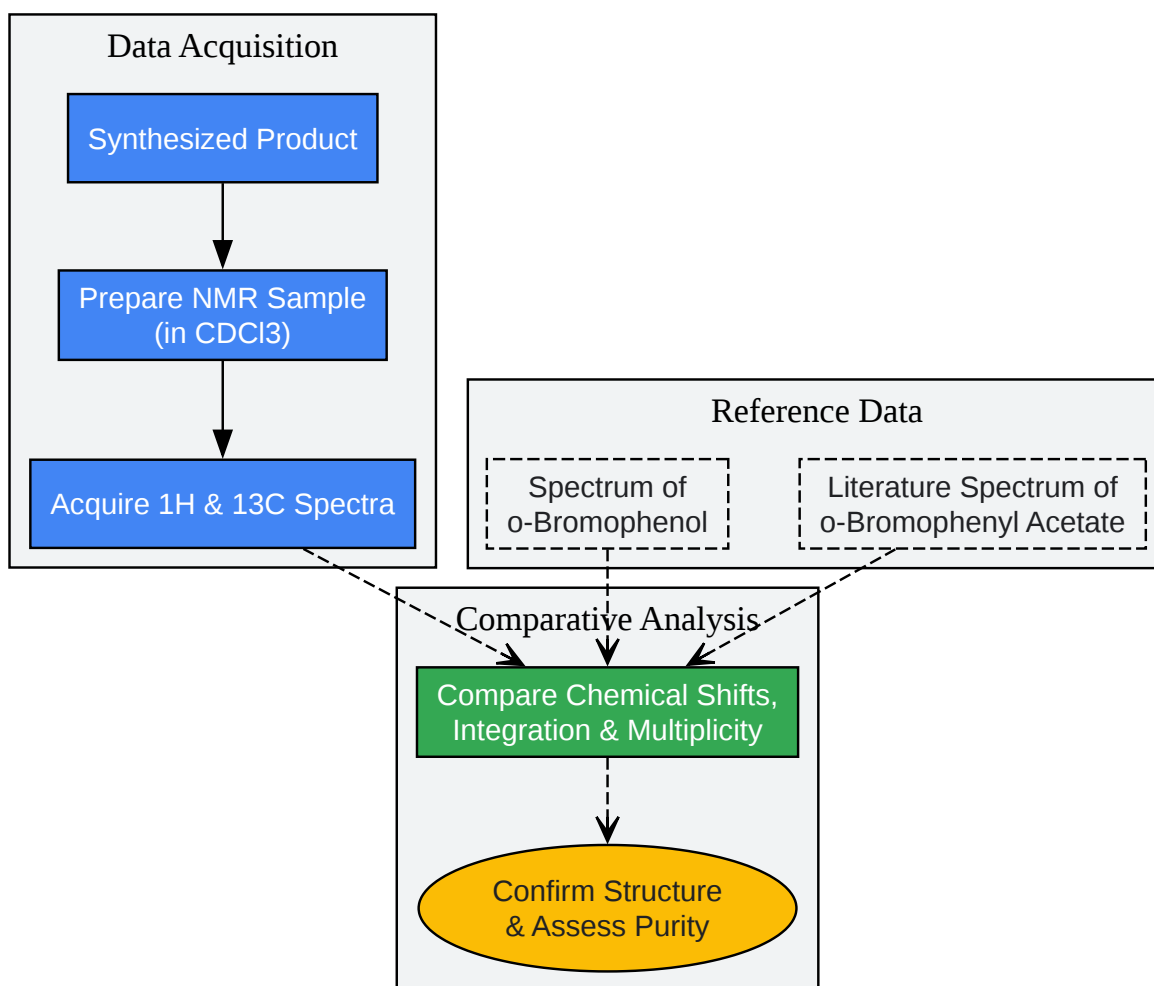 Data Acquisition
Synthesized Product
Prepare NMR Sample
(in CDCl3)
Acquire 1H & 13C Spectra
Reference Data
Spectrum of
o-Bromophenol
Literature Spectrum of
o-Bromophenyl Acetate
Comparative Analysis
Compare Chemical Shifts,
Integration & Multiplicity
Confirm Structure
& Assess Purity